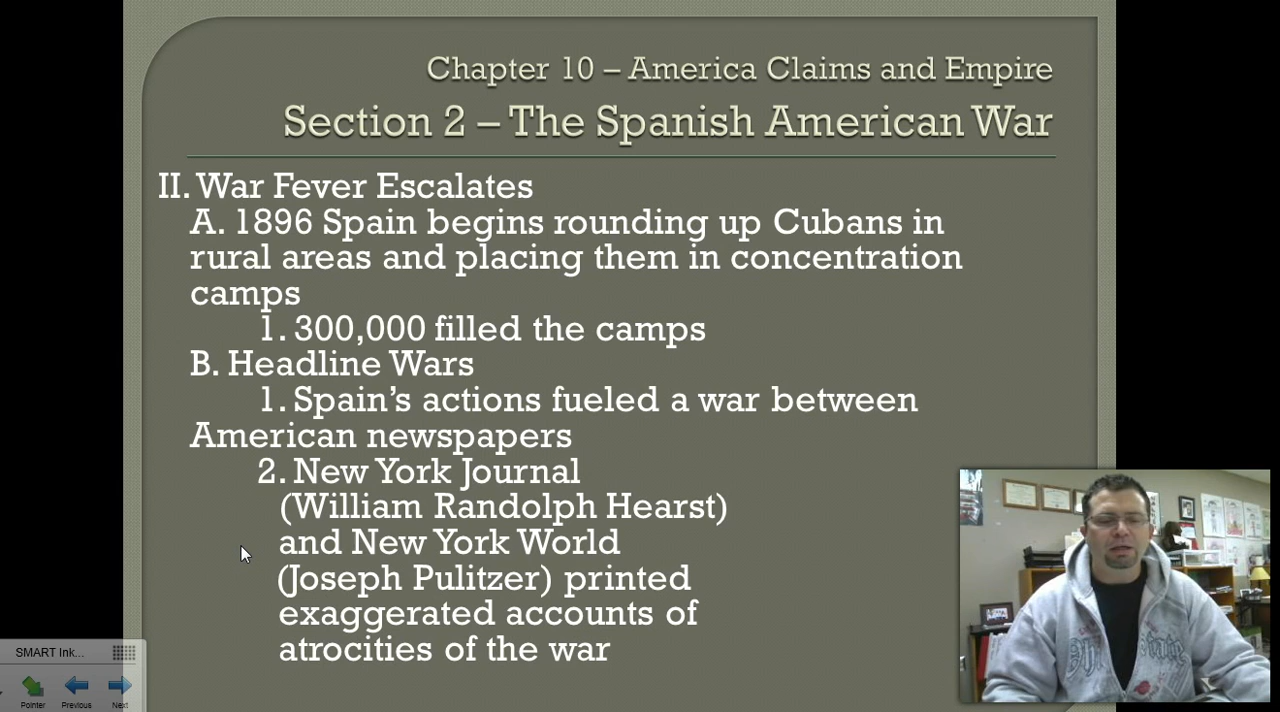 Chapter 10 – America Claims and Empire
Section 2 – The Spanish American War
II. War Fever Escalates
A. 1896 Spain begins rounding up Cubans in
rural areas and placing them in concentration
camps
1. 300,000 filled the camps
B. Headline Wars
1. Spain’s actions fueled a war between
American newspapers
2. New York Journal
(William Randolph Hearst)
and New York World
(Joseph Pulitzer) printed
exaggerated accounts of
atrocities of the war
SMART Ink...
Pointer Previous Next